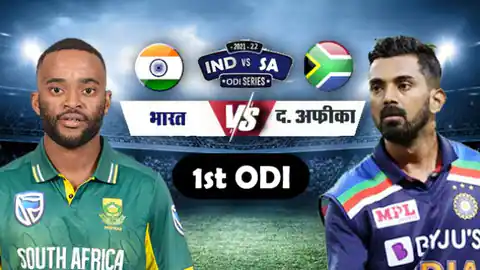 2021-22
IND VS SA
ODI SERIES
भारत
VS
द. अफीका
1st ODI
SOUTH AFRICA
MPL
BYJU'S